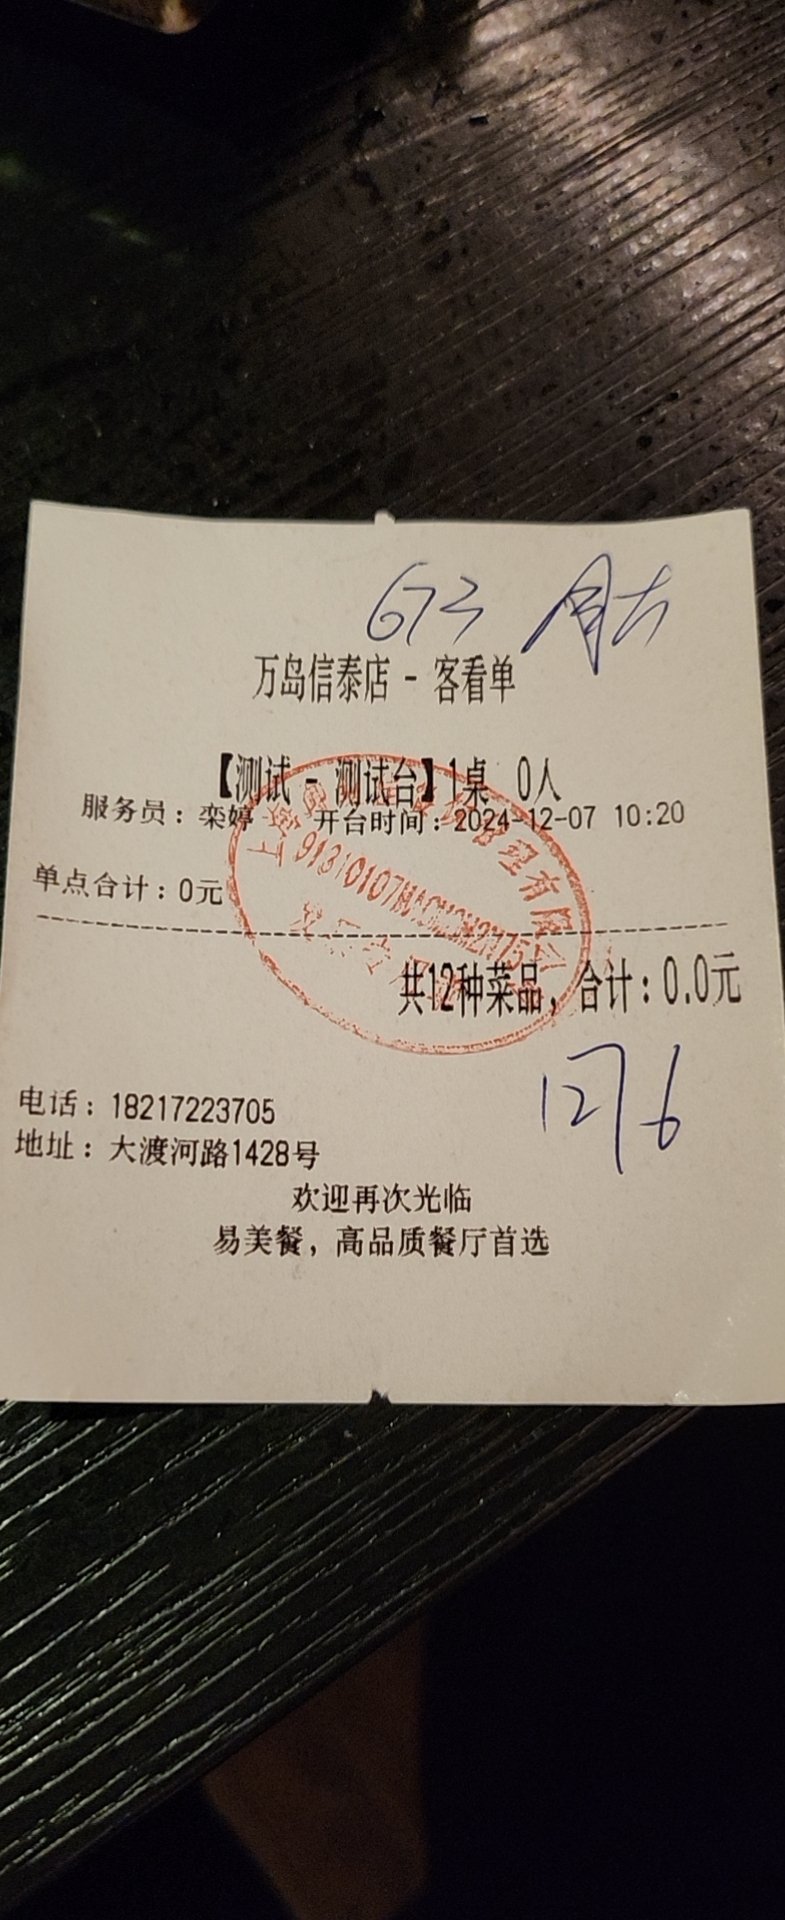 673
万岛信泰店 - 客看单
【测试 - 测试台】1桌 0人
服务员：栾婷 开台时间：2024-12-07 10:20
单点合计：0元
共12种菜品，合计：0.0元
电话：18217223705
地址：大渡河路1428号
欢迎再次光临
易美餐，高品质餐厅首选